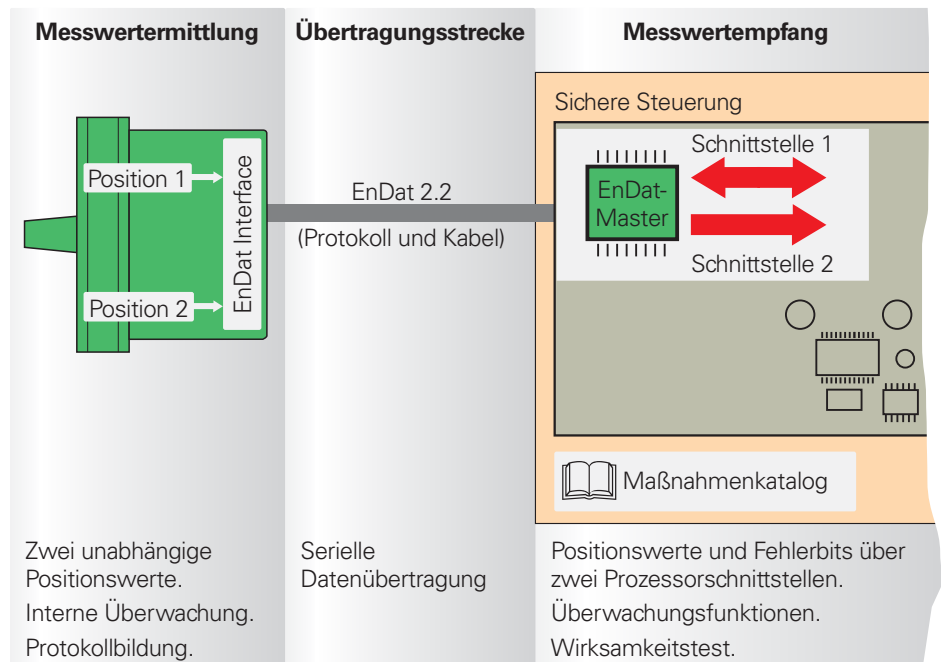 Messwertermittlung
Übertragungsstrecke
Messwertempfang
Position 1
Position 2
EnDat Interface
EnDat 2.2
(Protokoll und Kabel)
Sichere Steuerung
EnDat-
Master
Schnittstelle 1
Schnittstelle 2
Maßnahmenkatalog
Zwei unabhängige
Positionswerte.
Interne Überwachung.
Protokollbildung.
Serielle
Datenübertragung
Positionswerte und Fehlerbits über
zwei Prozessorschnittstellen.
Überwachungsfunktionen.
Wirksamkeitstest.